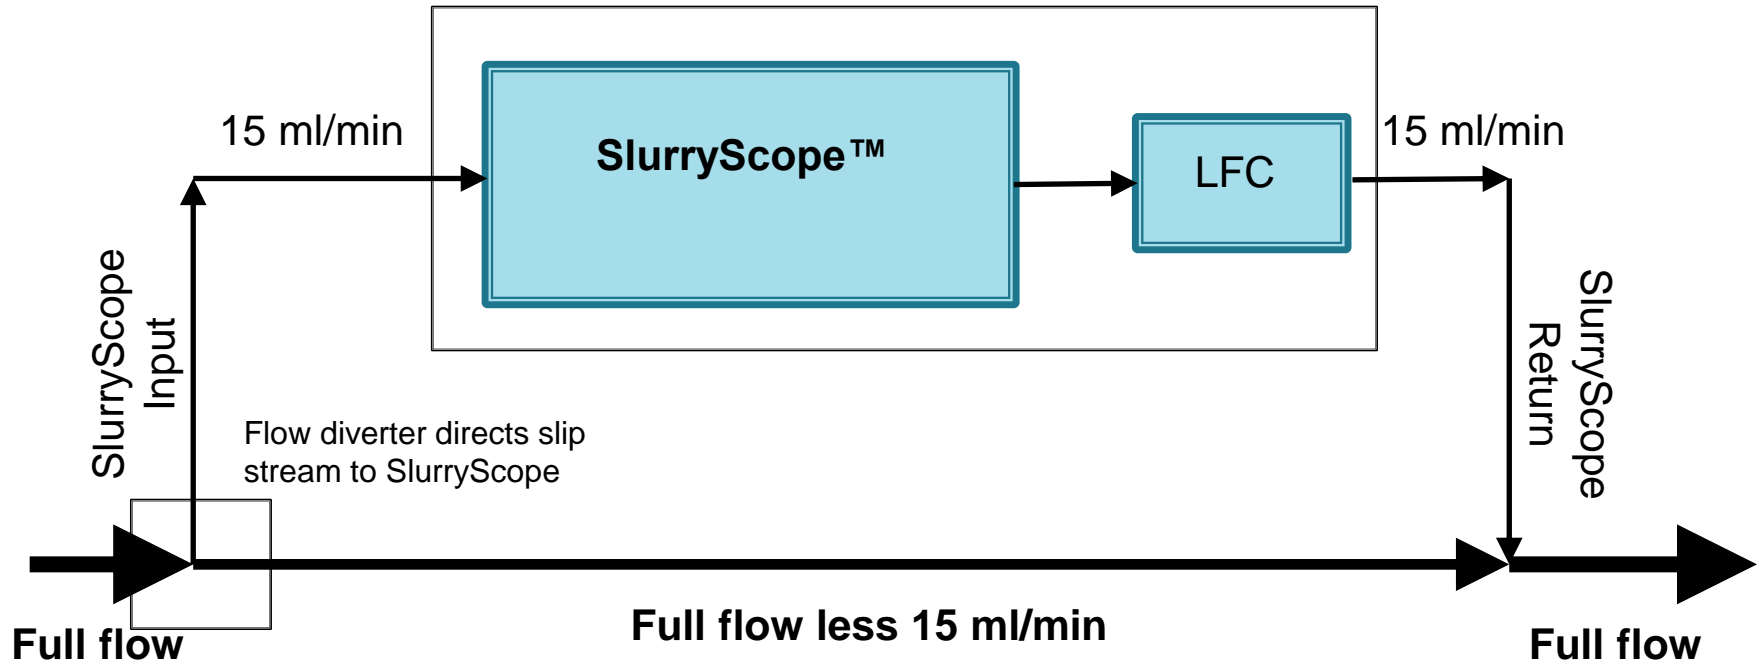 15 ml/min
SlurryScope™
LFC
15 ml/min
SlurryScope
Input
SlurryScope
Return
Flow diverter directs slip
stream to SlurryScope
Full flow
Full flow less 15 ml/min
Full flow